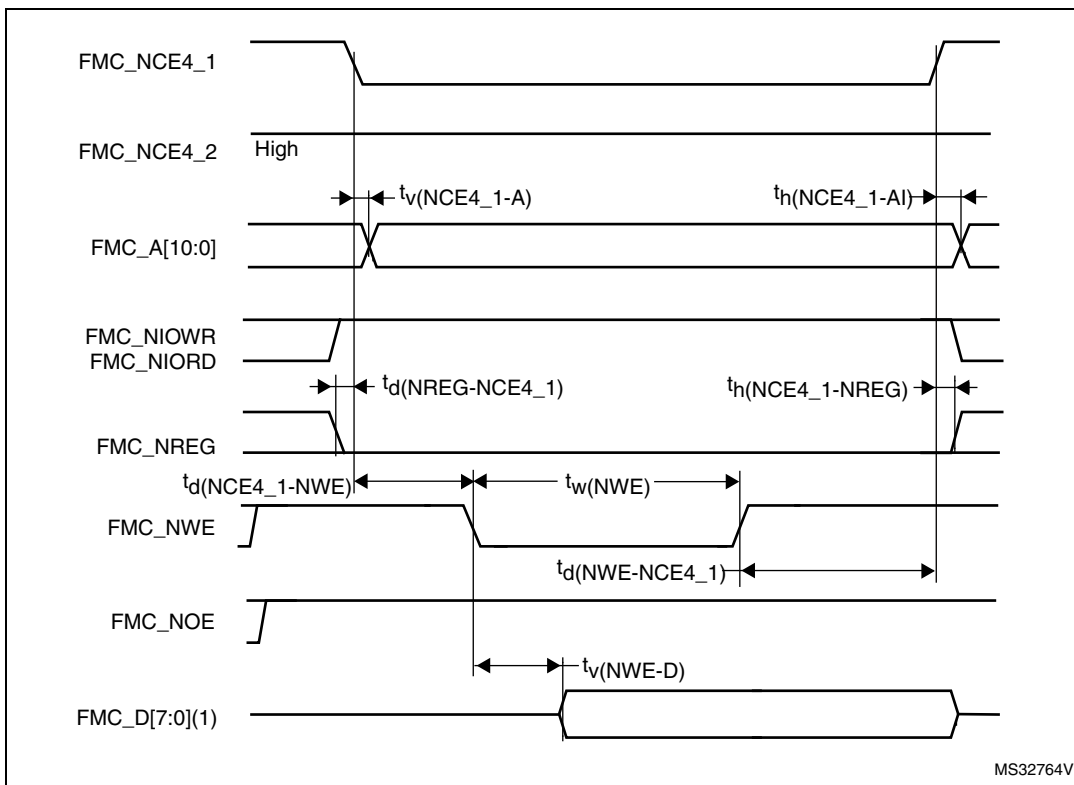 FMC_NCE4_1
FMC_NCE4_2 High
tv(NCE4_1-A) th(NCE4_1-AI)
FMC_A[10:0]
FMC_NIOWR
FMC_NIORD
td(NREG-NCE4_1) th(NCE4_1-NREG)
FMC_NREG
td(NCE4_1-NWE) tw(NWE)
FMC_NWE
td(NWE-NCE4_1)
FMC_NOE
tv(NWE-D)
FMC_D[7:0](1)
MS32764V